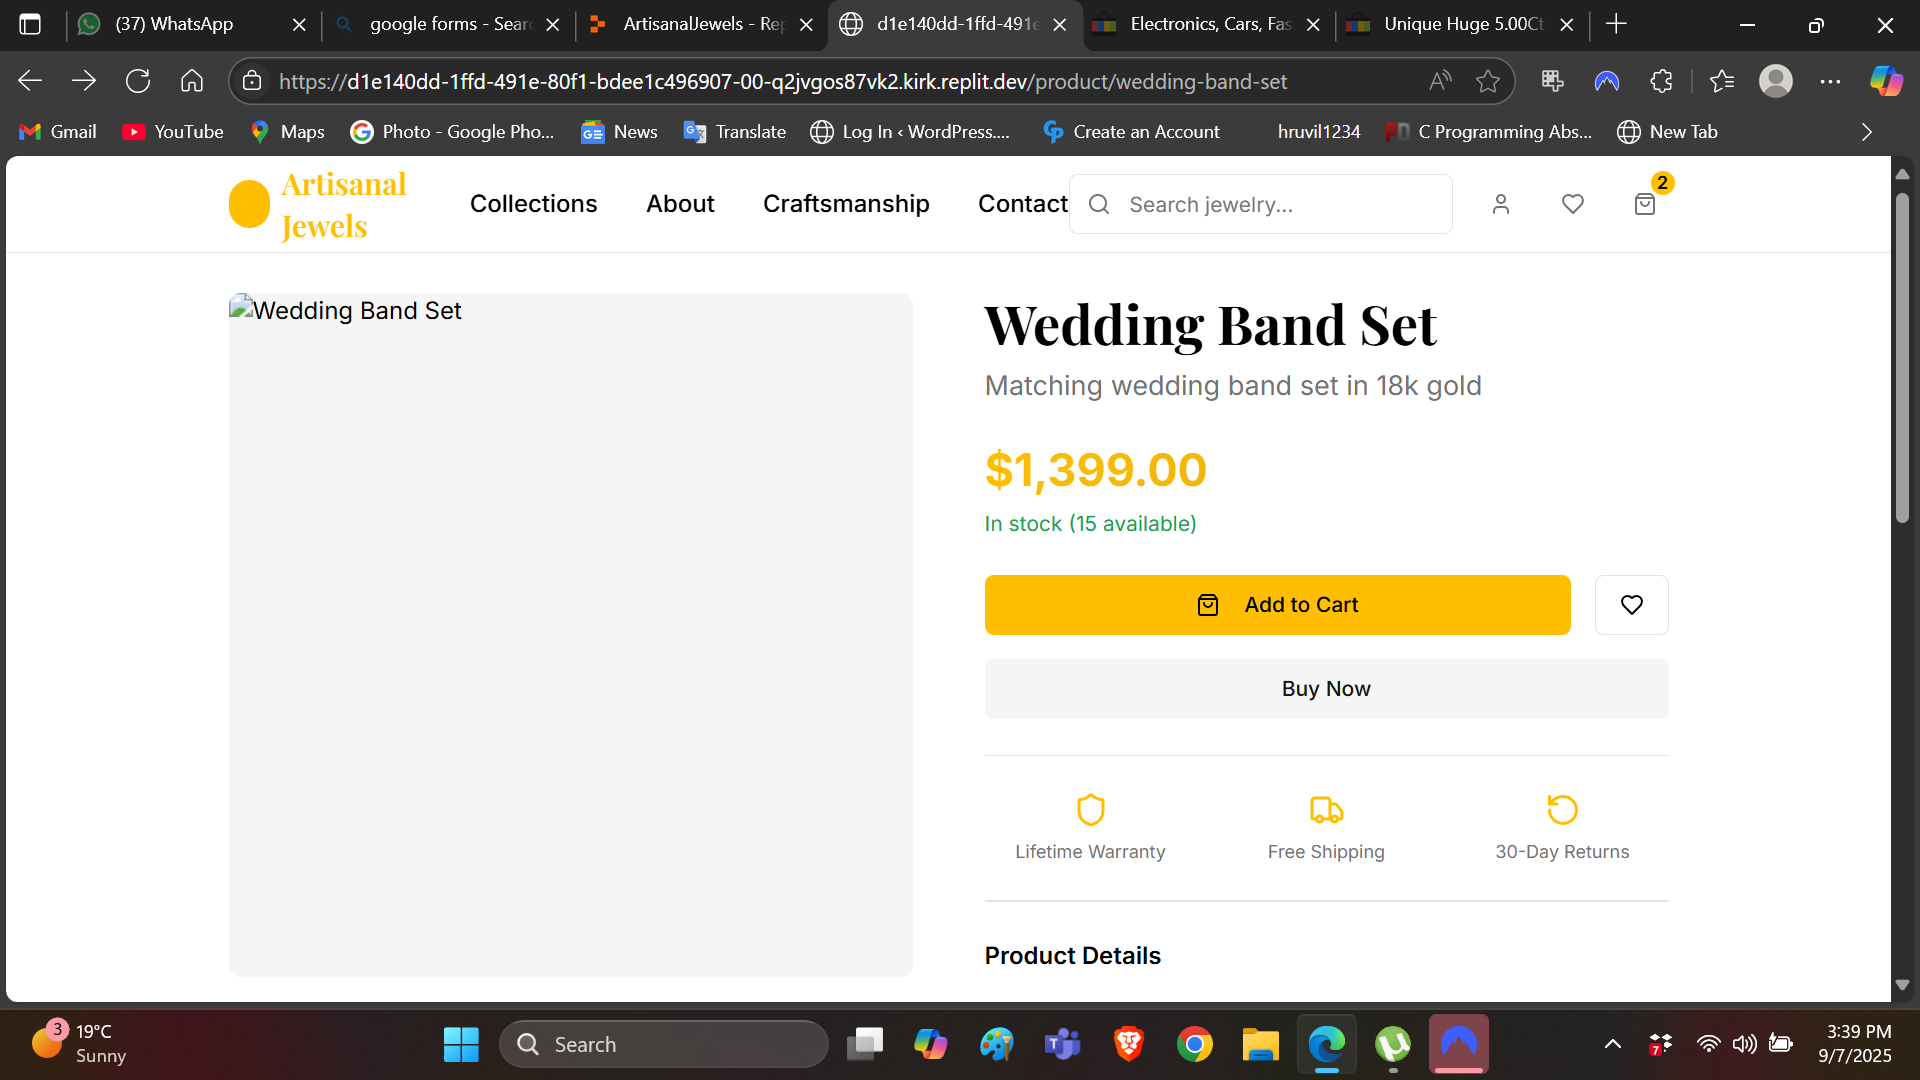 (37) WhatsApp
google forms - Sear
ArtisanalJewels - Rep
d1e140dd-1ffd-491e
Electronics, Cars, Fas
Unique Huge 5.00Ct
https://d1e140dd-1ffd-491e-80f1-bdee1c496907-00-q2jvgos87vk2.kirk.replit.dev/product/wedding-band-set
Gmail
YouTube
Maps
Photo - Google Pho...
News
Translate
Log In ‹ WordPress....
Create an Account
hruvil1234
C Programming Abs...
New Tab
Artisanal
Jewels
Collections
About
Craftsmanship
Contact
Search jewelry...
2
Wedding Band Set
Wedding Band Set
Matching wedding band set in 18k gold
$1,399.00
In stock (15 available)
Add to Cart
Buy Now
Lifetime Warranty
Free Shipping
30-Day Returns
Product Details
3
19°C
Sunny
Search
7
3:39 PM
9/7/2025